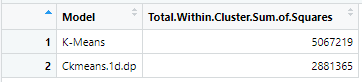 Model Total.Within.Cluster.Sum.of.Squares
1 K-Means 5067219
2 Ckmeans.1d.dp 2881365